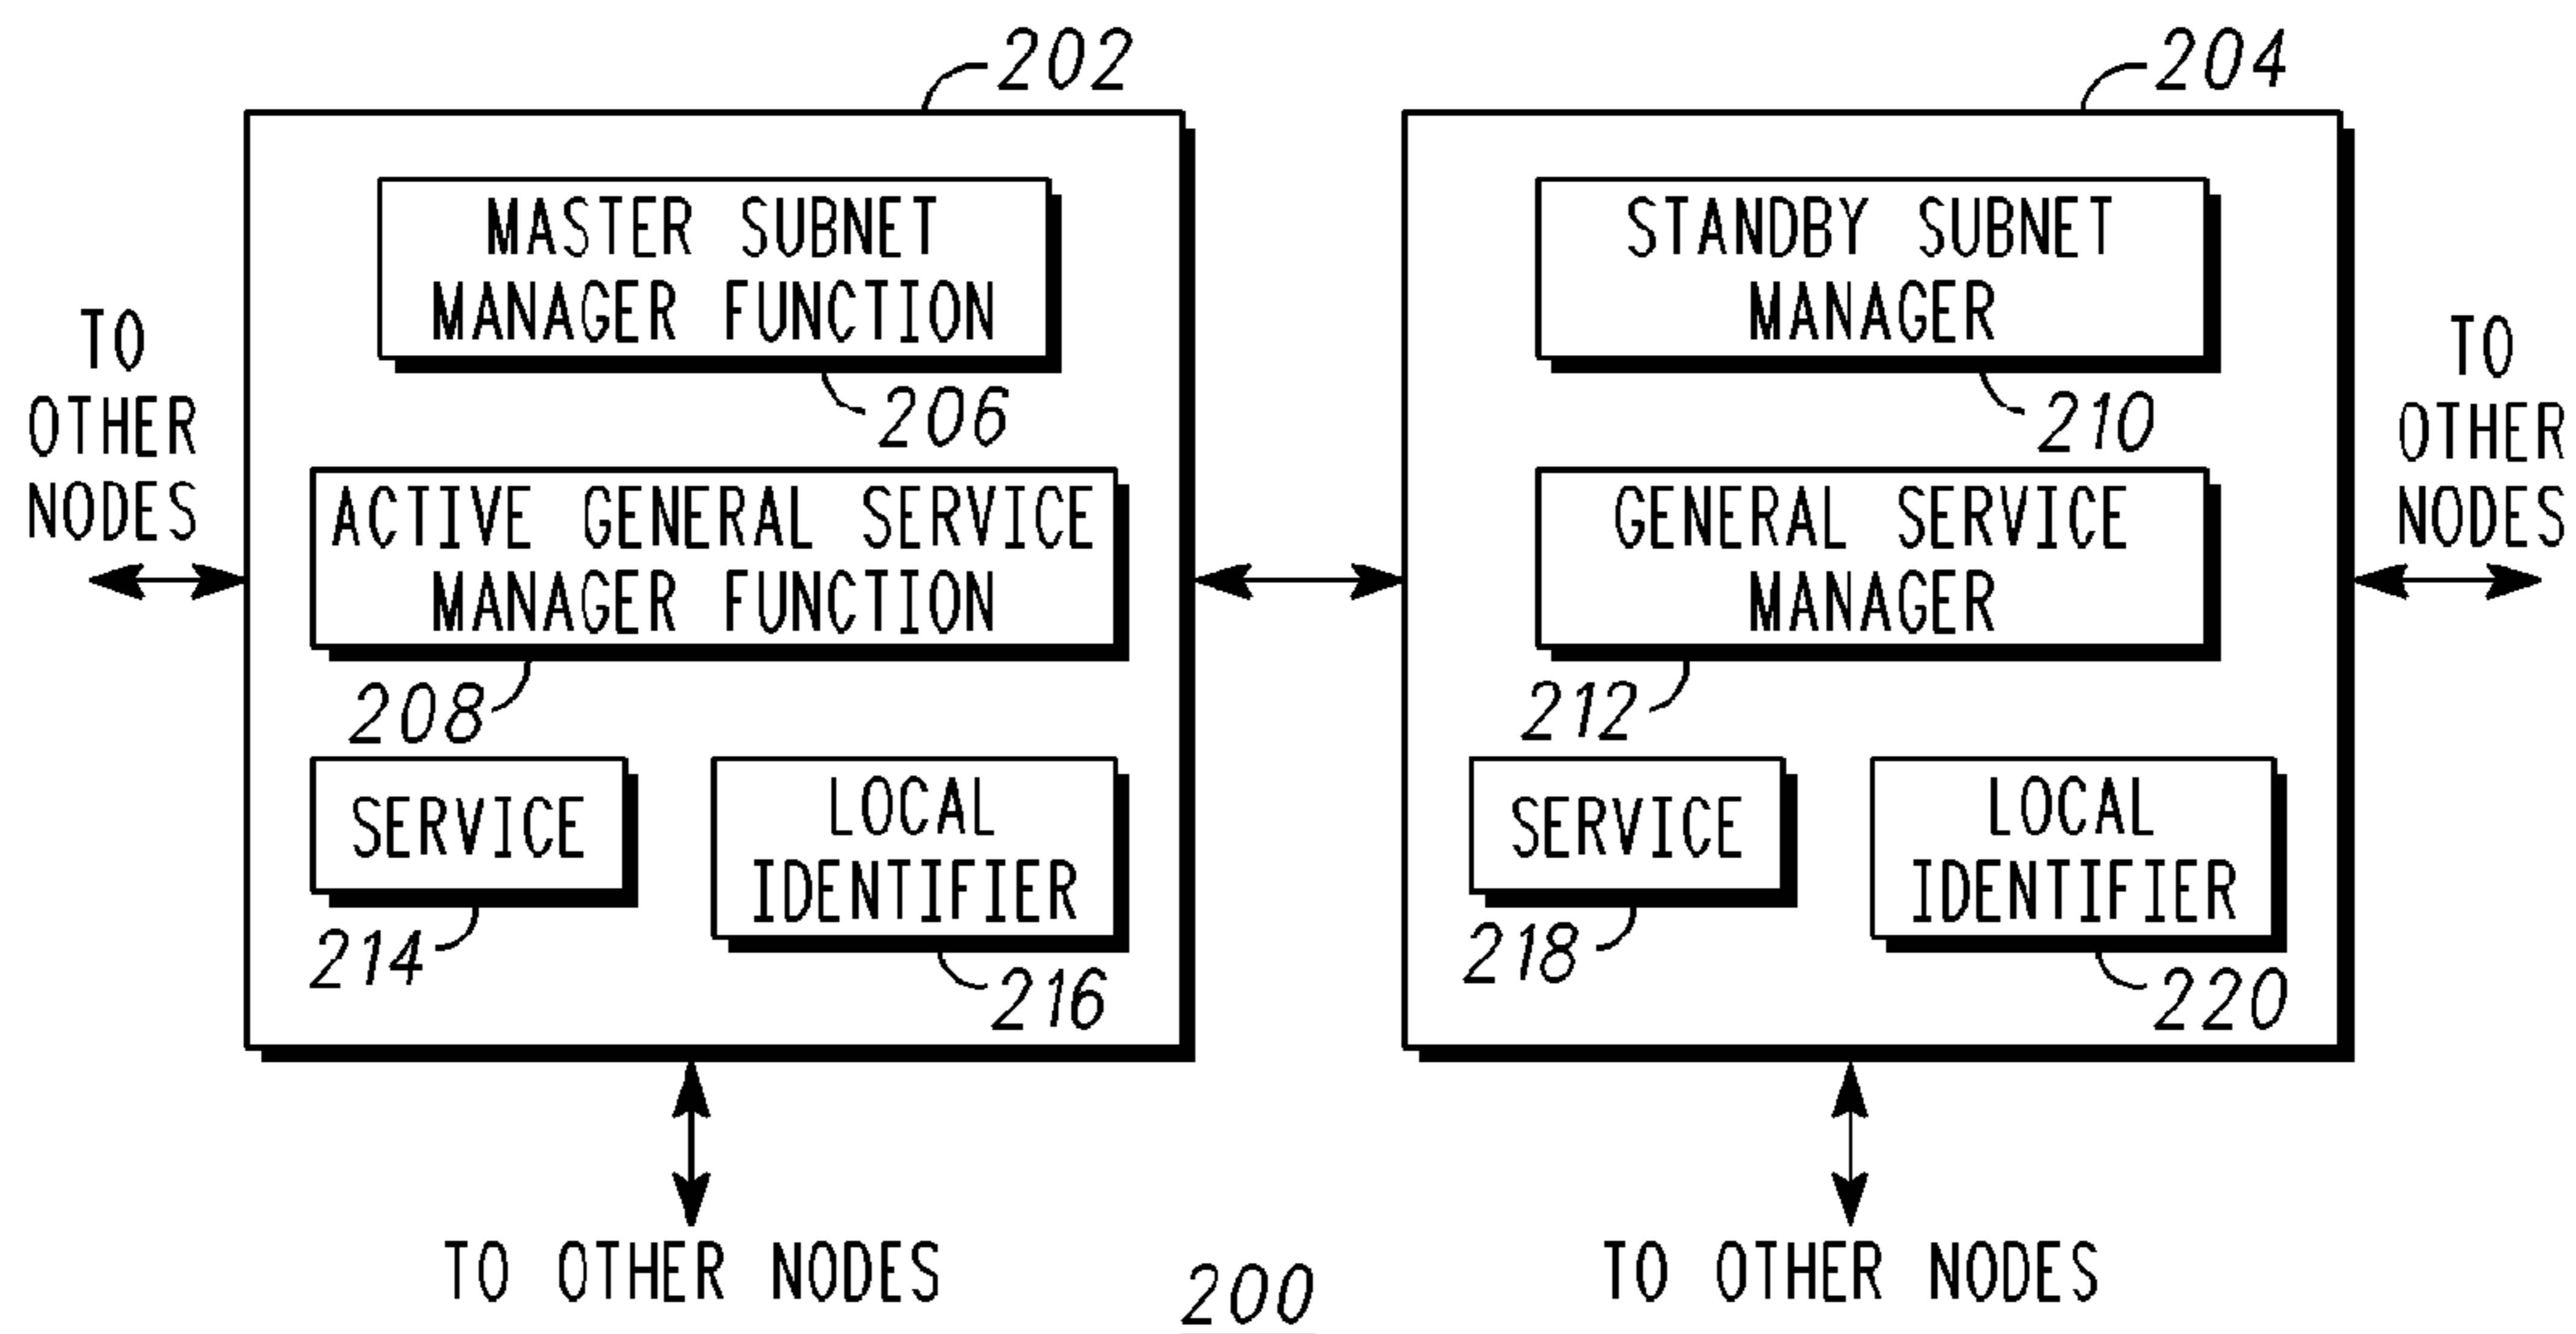 202
204
MASTER SUBNET
MANAGER FUNCTION
206
STANDBY SUBNET
MANAGER
210
TO
OTHER
NODES
TO
OTHER
NODES
ACTIVE GENERAL SERVICE
MANAGER FUNCTION
208
GENERAL SERVICE
MANAGER
212
SERVICE
214
LOCAL
IDENTIFIER
216
SERVICE
218
LOCAL
IDENTIFIER
220
TO OTHER NODES
TO OTHER NODES
200